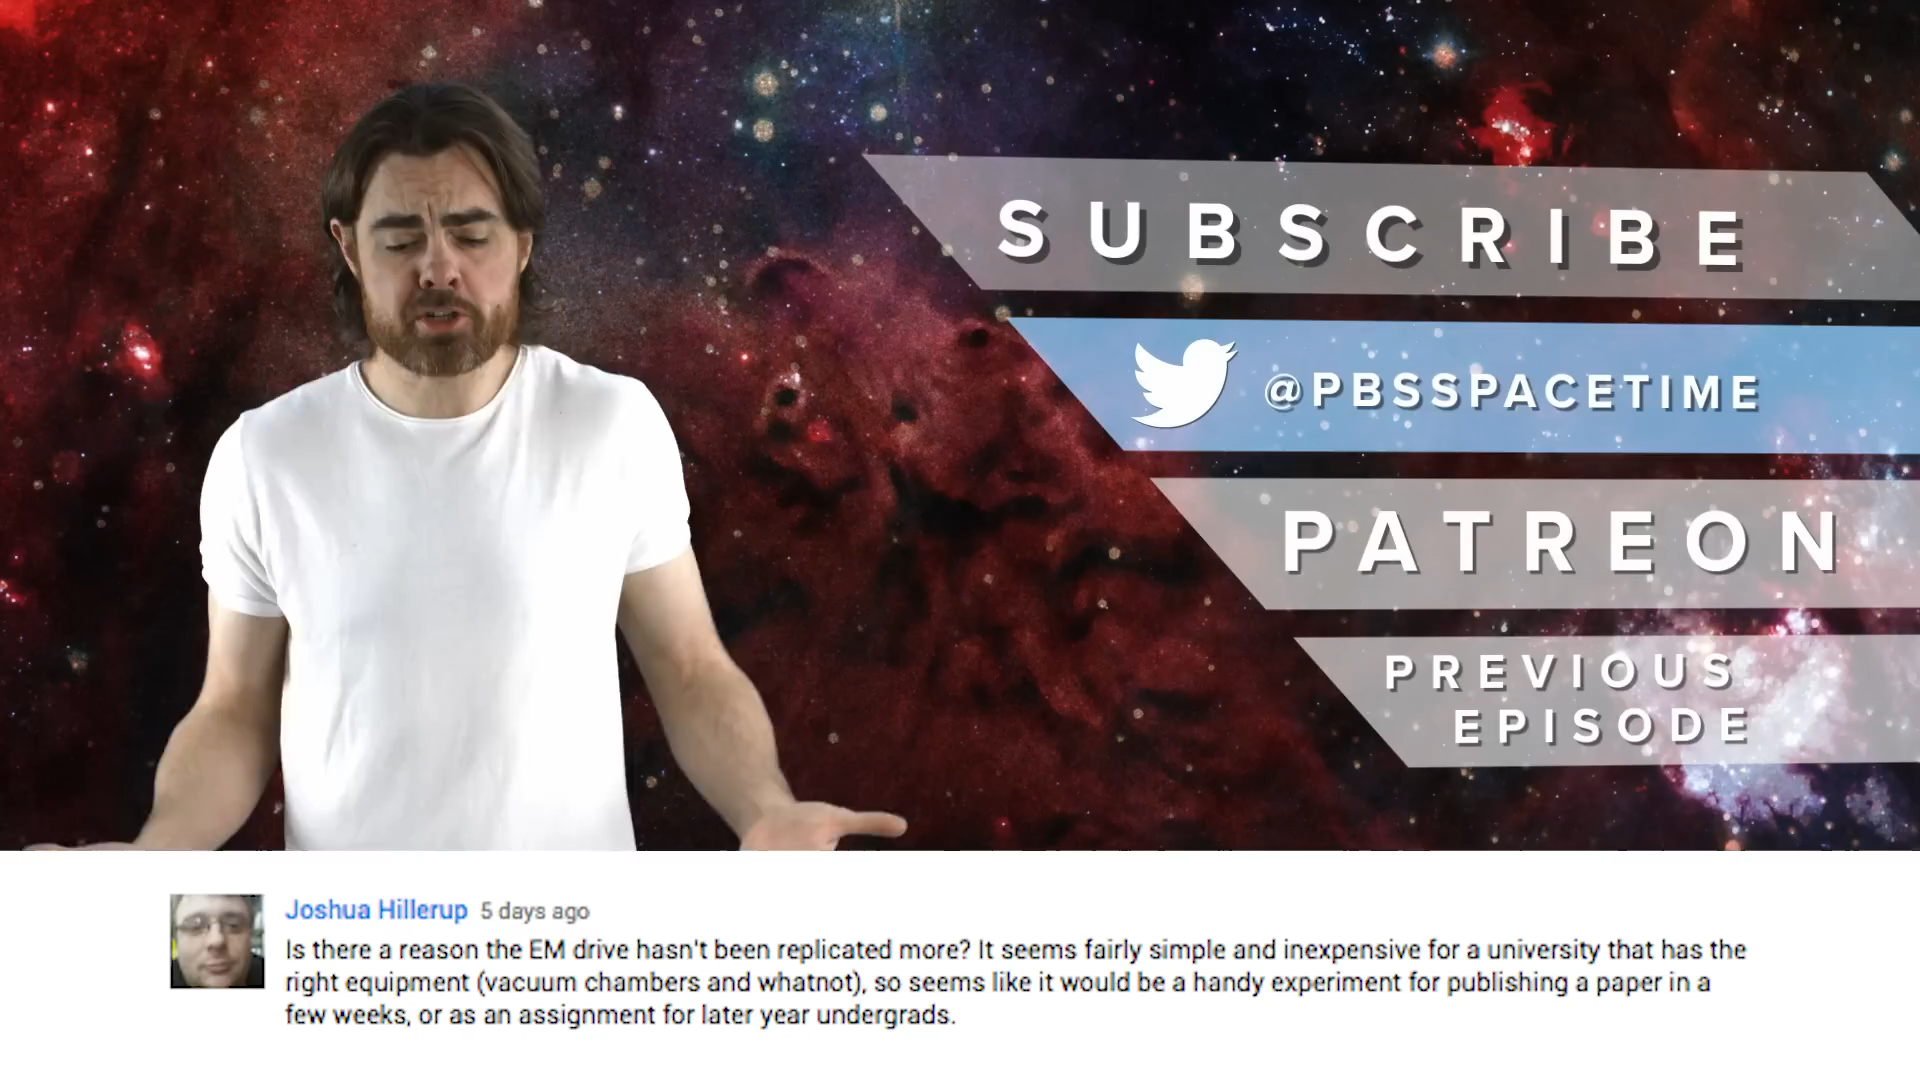 SUBSCRIBE
@PBSSPACETIME
PATREON
PREVIOUS
EPISODE
Joshua Hillerup 5 days ago
Is there a reason the EM drive hasn't been replicated more? It seems fairly simple and inexpensive for a university that has the
right equipment (vacuum chambers and whatnot), so seems like it would be a handy experiment for publishing a paper in a
few weeks, or as an assignment for later year undergrads.